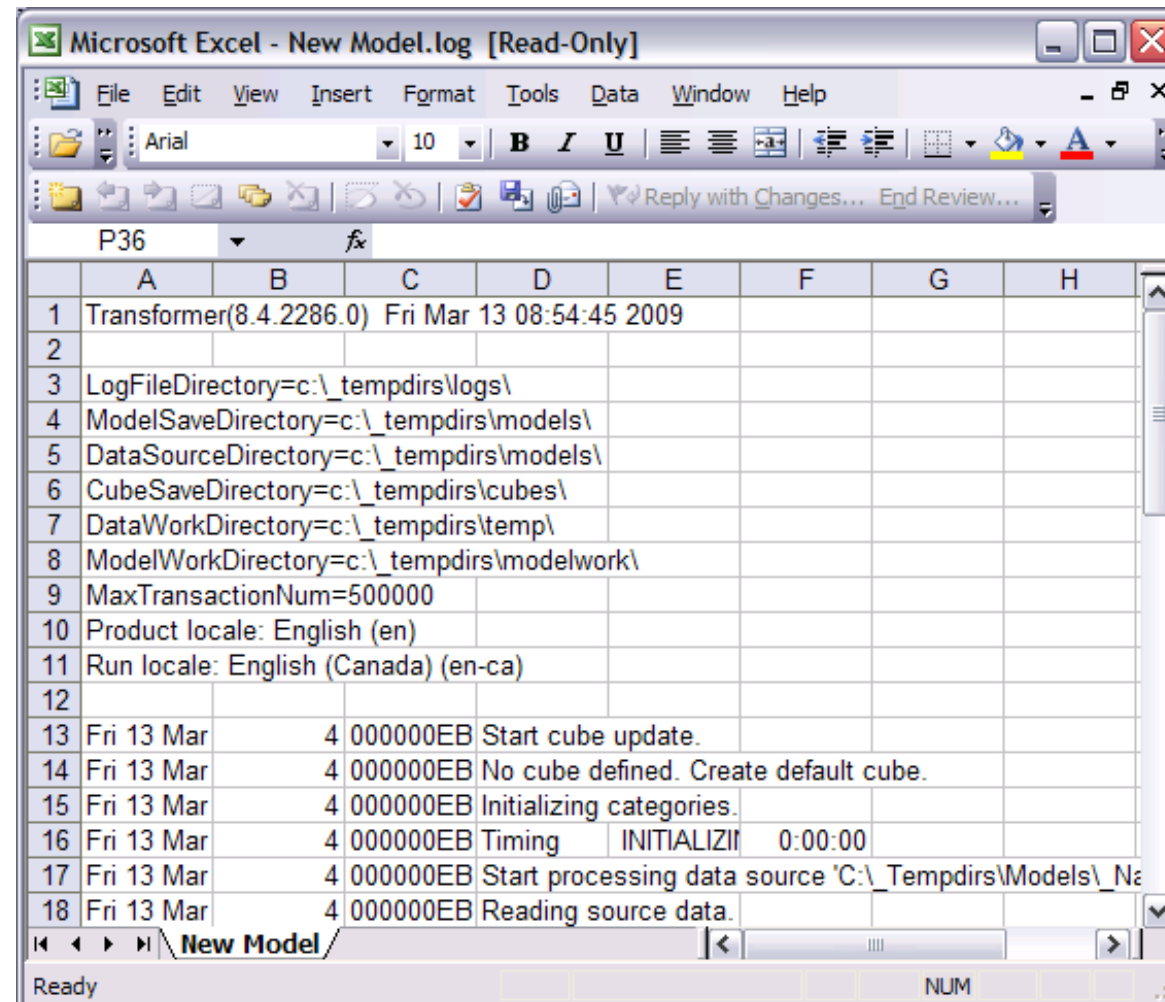 Microsoft Excel - New Model.log [Read-Only]
File Edit View Insert Format Tools Data Window Help
Arial 10 B I U A
Reply with Changes... End Review...
P36 fx
A B C D E F G H
1 Transformer(8.4.2286.0) Fri Mar 13 08:54:45 2009
2
3 LogFileDirectory=c:\_tempdirs\logs\
4 ModelSaveDirectory=c:\_tempdirs\models\
5 DataSourceDirectory=c:\_tempdirs\models\
6 CubeSaveDirectory=c:\_tempdirs\cubes\
7 DataWorkDirectory=c:\_tempdirs\temp\
8 ModelWorkDirectory=c:\_tempdirs\modelwork\
9 MaxTransactionNum=500000
10 Product locale: English (en)
11 Run locale: English (Canada) (en-ca)
12
13 Fri 13 Mar 4 000000EB Start cube update.
14 Fri 13 Mar 4 000000EB No cube defined. Create default cube.
15 Fri 13 Mar 4 000000EB Initializing categories.
16 Fri 13 Mar 4 000000EB Timing INITIALIZI 0:00:00
17 Fri 13 Mar 4 000000EB Start processing data source 'C:\_Tempdirs\Models\_Na
18 Fri 13 Mar 4 000000EB Reading source data.
New Model
Ready NUM